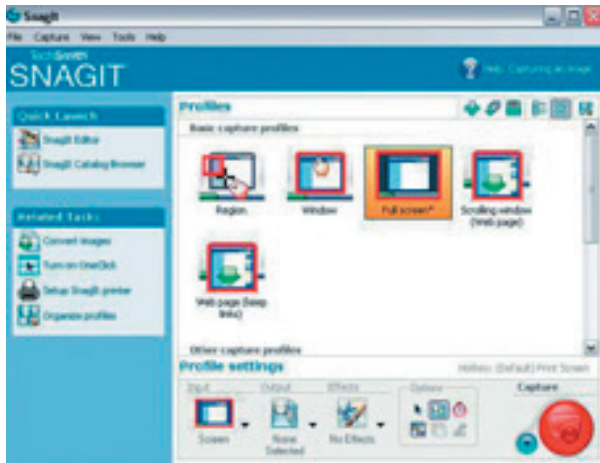 SnagIt
File Capture View Tools Help
TechSmith
SNAGIT
Help: Capturing an image
Quick Launch
SnagIt Editor
SnagIt Catalog Browser
Related Tasks
Convert images
Turn on OneClick
Setup SnagIt printer
Organize profiles
Profiles
Basic capture profiles
Region
Window
Full screen*
Scrolling window
(Web page)
Web page (keep
links)
Other capture profiles
Profile settings
Hotkey: (Default) Print Screen
Input
Output
Effects
Options
Capture
Screen
None
Selected
No Effects